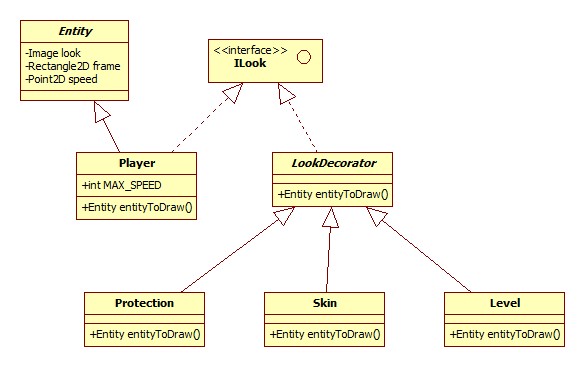 Entity
-Image look
-Rectangle2D frame
-Point2D speed
<<interface>>
ILook
Player
+int MAX_SPEED
+Entity entityToDraw()
LookDecorator
+Entity entityToDraw()
Protection
+Entity entityToDraw()
Skin
+Entity entityToDraw()
Level
+Entity entityToDraw()